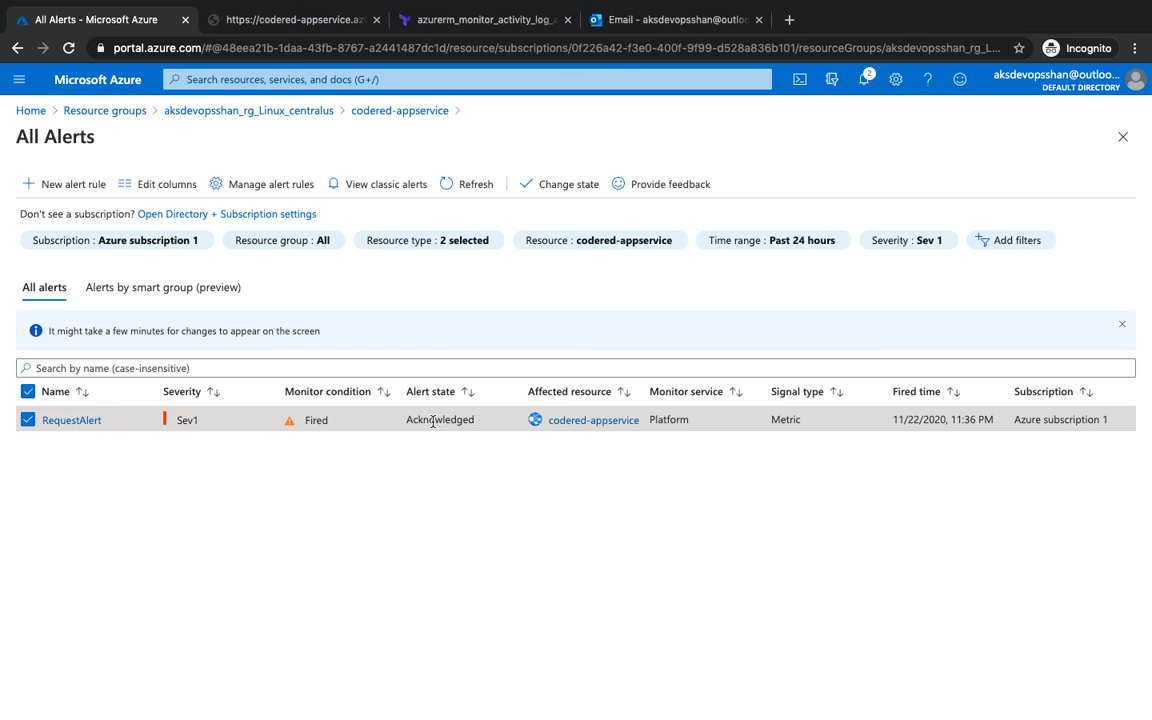 All Alerts - Microsoft Azure
https://codered-appservice.az
azurerm_monitor_activity_log_
Email - aksdevopsshan@outloo
portal.azure.com/#@48eea21b-1daa-43fb-8767-a2441487dc1d/resource/subscriptions/0f226a42-f3e0-400f-9f99-d528a836b101/resourceGroups/aksdevopsshan_rg_L...
Incognito
Microsoft Azure
Search resources, services, and docs (G+/)
2
aksdevopsshan@outloo...
DEFAULT DIRECTORY
Home > Resource groups > aksdevopsshan_rg_Linux_centralus > codered-appservice >
All Alerts
New alert rule Edit columns Manage alert rules View classic alerts Refresh Change state Provide feedback
Don't see a subscription? Open Directory + Subscription settings
Subscription : Azure subscription 1 Resource group : All Resource type : 2 selected Resource : codered-appservice Time range : Past 24 hours Severity : Sev 1 Add filters
All alerts Alerts by smart group (preview)
It might take a few minutes for changes to appear on the screen
Search by name (case-insensitive)
Name Severity Monitor condition Alert state Affected resource Monitor service Signal type Fired time Subscription
RequestAlert Sev1 Fired Acknowledged codered-appservice Platform Metric 11/22/2020, 11:36 PM Azure subscription 1